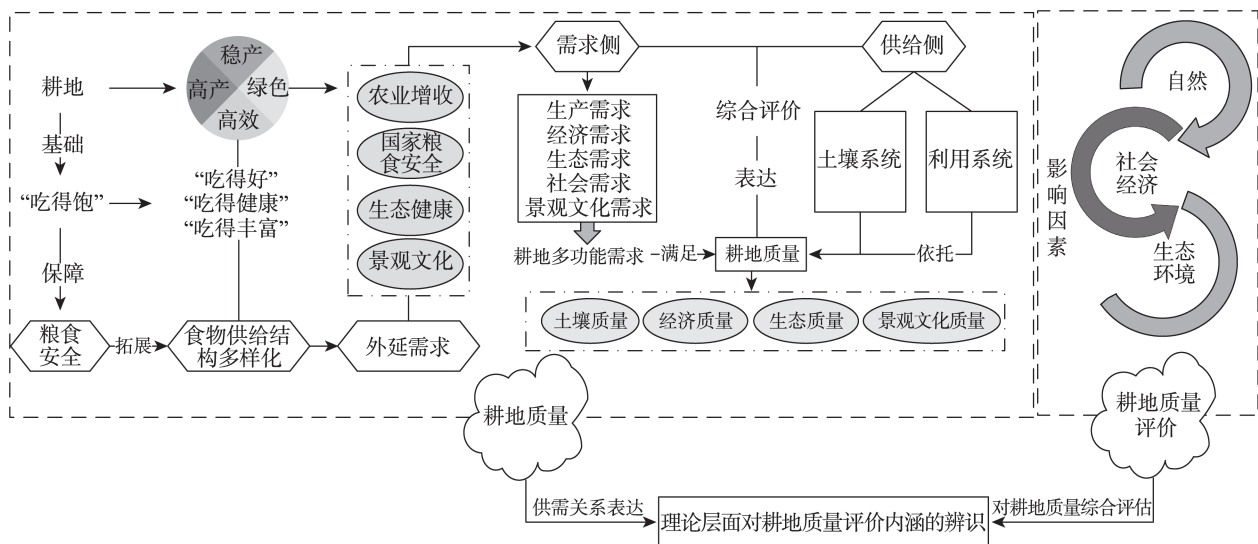 耕地
基础
“吃得饱”
保障
粮食
安全
拓展
稳产
高产
绿色
高效
“吃得好”
“吃得健康”
“吃得丰富”
食物供给结
构多样化
农业增收
国家粮
食安全
生态健康
景观文化
外延需求
需求侧
生产需求
经济需求
生态需求
社会需求
景观文化需求
耕地多功能需求
满足
综合评价
表达
供给侧
土壤系统
利用系统
依托
耕地质量
土壤质量
经济质量
生态质量
景观文化质量
影响因素
自然
社会
经济
生态
环境
耕地质量
耕地质量
评价
供需关系表达
理论层面对耕地质量评价内涵的辨识
对耕地质量综合评估